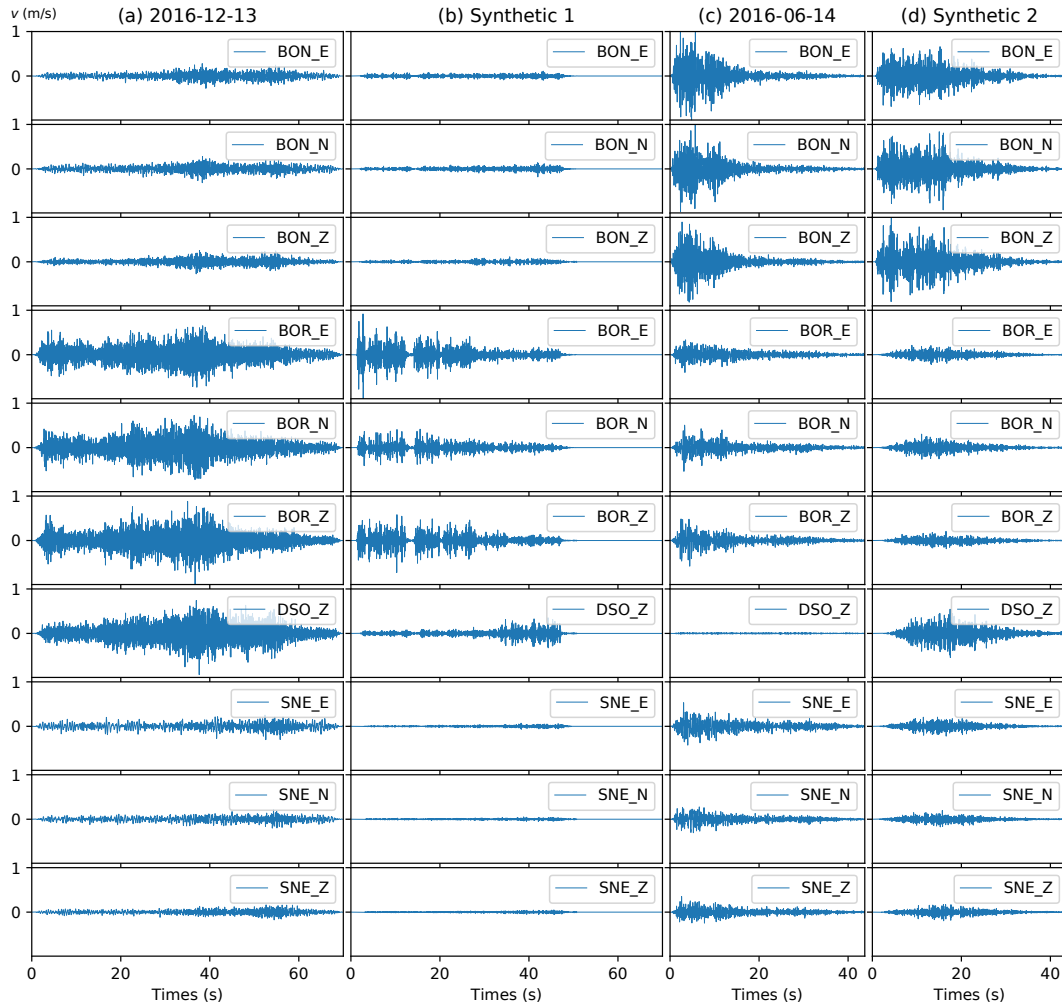 v (m/s) (a) 2016-12-13 (b) Synthetic 1 (c) 2016-06-14 (d) Synthetic 2
BON_E BON_E BON_E BON_E
0
1
BON_N BON_N BON_N BON_N
0
1
BON_Z BON_Z BON_Z BON_Z
0
1
BOR_E BOR_E BOR_E BOR_E
0
1
BOR_N BOR_N BOR_N BOR_N
0
1
BOR_Z BOR_Z BOR_Z BOR_Z
0
1
DSO_Z DSO_Z DSO_Z DSO_Z
0
1
SNE_E SNE_E SNE_E SNE_E
0
1
SNE_N SNE_N SNE_N SNE_N
0
1
SNE_Z SNE_Z SNE_Z SNE_Z
0
0 20 40 60 0 20 40 60 0 20 40 0 20 40
Times (s) Times (s) Times (s) Times (s)